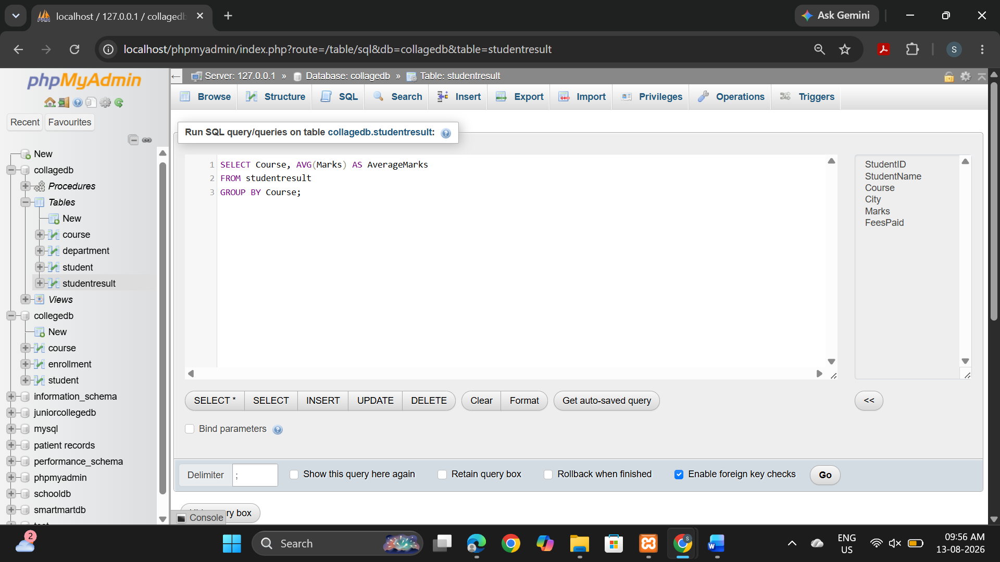 localhost / 127.0.0.1 / collagedb
Ask Gemini
localhost/phpmyadmin/index.php?route=/table/sql&db=collagedb&table=studentresult
S
phpMyAdmin
Recent
Favourites
New
collagedb
Procedures
Tables
New
course
department
student
studentresult
Views
collegedb
New
course
enrollment
student
information_schema
juniorcollegedb
mysql
patient records
performance_schema
phpmyadmin
schooldb
smartmartdb
Server: 127.0.0.1 » Database: collagedb » Table: studentresult
Browse Structure SQL Search Insert Export Import Privileges Operations Triggers
Run SQL query/queries on table collagedb.studentresult:
1 SELECT Course, AVG(Marks) AS AverageMarks
2 FROM studentresult
3 GROUP BY Course;
StudentID
StudentName
Course
City
Marks
FeesPaid
SELECT * SELECT INSERT UPDATE DELETE Clear Format Get auto-saved query <<
Bind parameters
Delimiter ; Show this query here again Retain query box Rollback when finished Enable foreign key checks Go
ry box
Console
2
Search
ENG
US
09:56 AM
13-08-2026